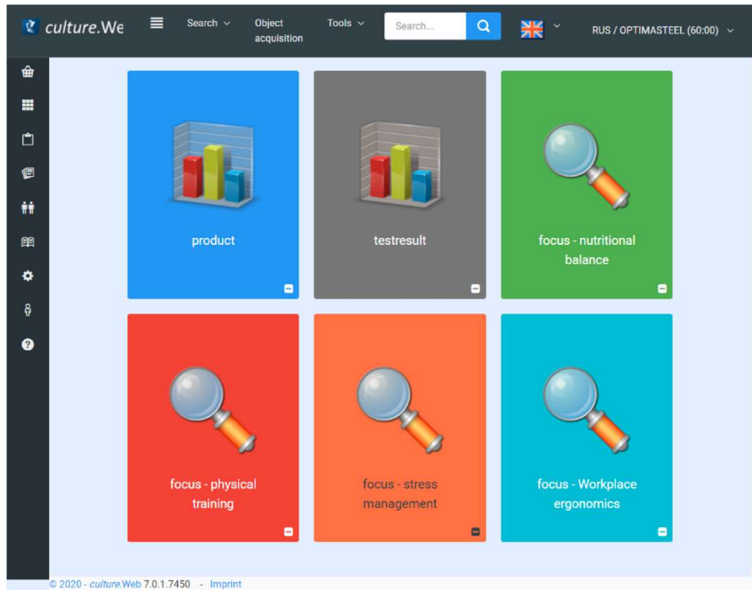 culture.We
Search
Object
acquisition
Tools
Search...
RUS / OPTIMASTEEL (60:00)
product
testresult
focus - nutritional
balance
focus - physical
training
focus - stress
management
focus - Workplace
ergonomics
© 2020 - culture.Web 7.0.1.7450 - Imprint